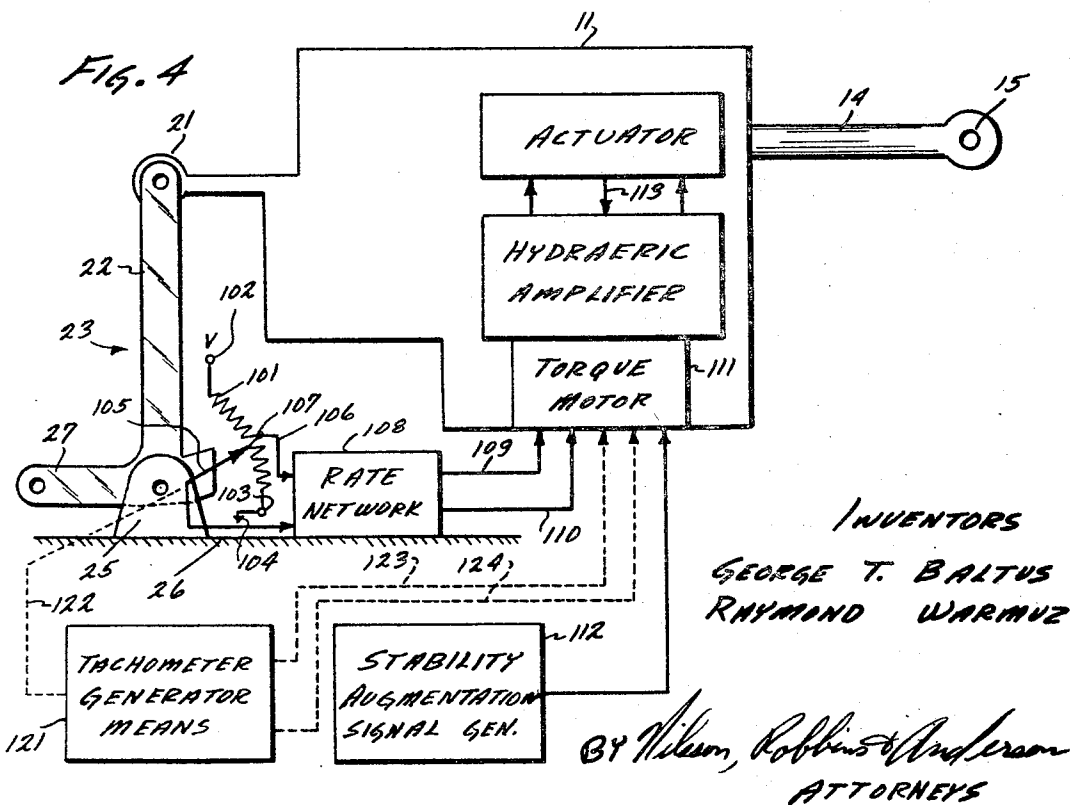 FIG. 4
11
15
14
21
ACTUATOR
113
HYDRAERIC
AMPLIFIER
22
102
V
23
101
TORQUE
MOTOR
111
105
107
106
108
27
109
RATE
NETWORK
103
104
110
25
26
123
124
122
112
TACHOMETER
GENERATOR
MEANS
121
STABILITY
AUGMENTATION
SIGNAL GEN.
INVENTORS
GEORGE T. BALTUS
RAYMOND WARMUZ
BY Nilsson, Robbins & Anderson
ATTORNEYS